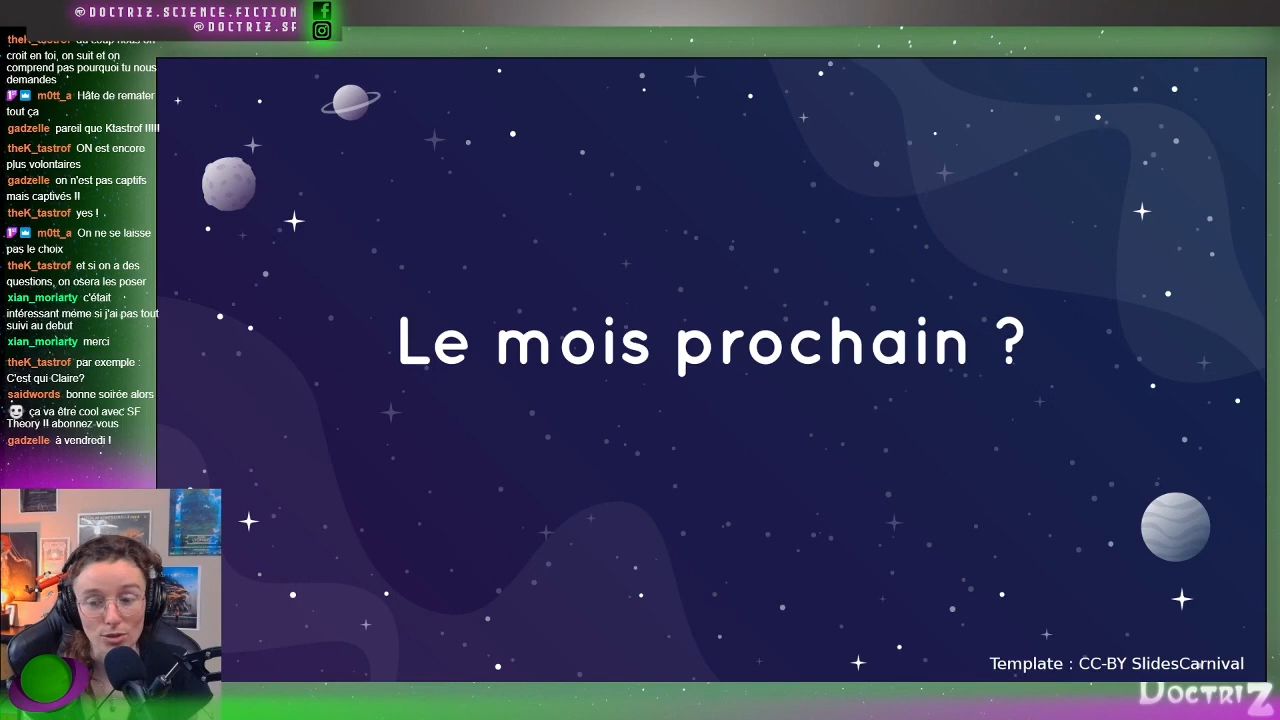 @DOCTRIZ.SCIENCE.FICTION
@DOCTRIZ.SF
croit en toi, on suit et on
comprend pas pourquoi tu nous
demandes
m0tt_a Hâte de remater
tout ça
gadzelle pareil que Ktastrof !!!!!
theK_tastrof ON est encore
plus volontaires
gadzelle on n'est pas captifs
mais captivés !!
theK_tastrof yes !
m0tt_a On ne se laisse
pas le choix
theK_tastrof et si on a des
questions, on osera les poser
xian_moriarty c'était
intéressant même si j'ai pas tout
suivi au debut
xian_moriarty merci
theK_tastrof par exemple :
C'est qui Claire?
saidwords bonne soirée alors
ça va être cool avec SF
Theory !! abonnez-vous
gadzelle à vendredi !
Le mois prochain ?
Template : CC-BY SlidesCarnival
DOCTRIZ